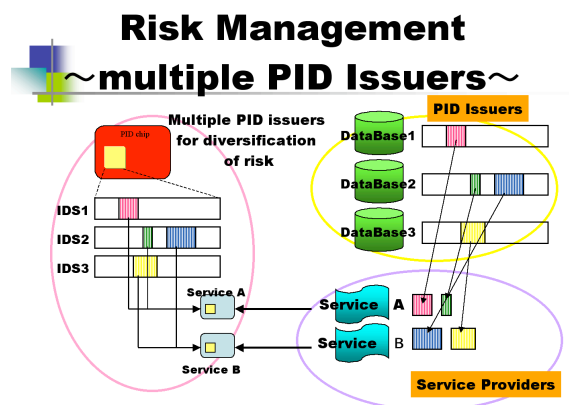 Risk Management
～multiple PID Issuers～
PID Issuers
PID chip
Multiple PID issuers
for diversification
of risk
DataBase1
DataBase2
DataBase3
IDS1
IDS2
IDS3
Service A
Service B
Service A
Service B
Service Providers